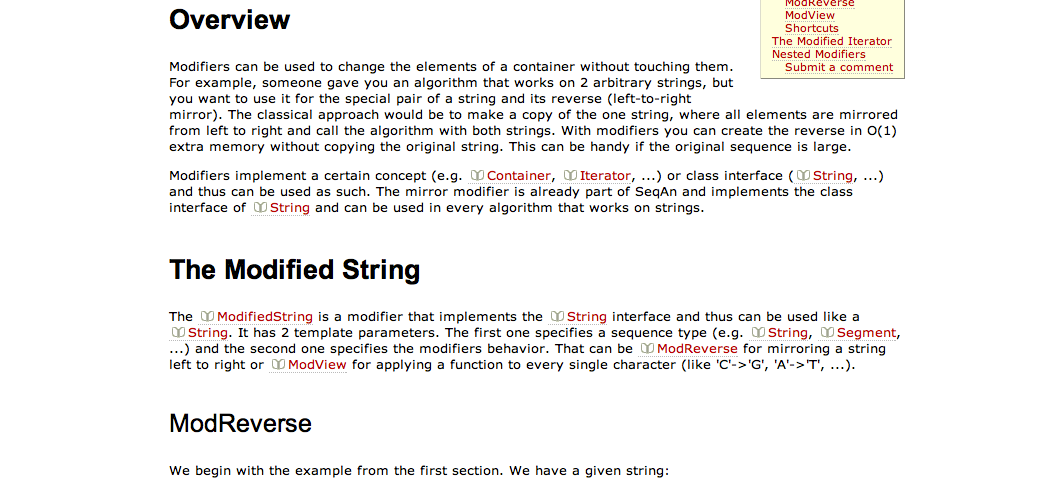 Overview
ModReverse
ModView
Shortcuts
The Modified Iterator
Nested Modifiers
Submit a comment
Modifiers can be used to change the elements of a container without touching them.
For example, someone gave you an algorithm that works on 2 arbitrary strings, but
you want to use it for the special pair of a string and its reverse (left-to-right
mirror). The classical approach would be to make a copy of the one string, where all elements are mirrored
from left to right and call the algorithm with both strings. With modifiers you can create the reverse in O(1)
extra memory without copying the original string. This can be handy if the original sequence is large.
Modifiers implement a certain concept (e.g. Container, Iterator, ...) or class interface ( String, ...)
and thus can be used as such. The mirror modifier is already part of SeqAn and implements the class
interface of String and can be used in every algorithm that works on strings.
The Modified String
The ModifiedString is a modifier that implements the String interface and thus can be used like a
String. It has 2 template parameters. The first one specifies a sequence type (e.g. String, Segment,
...) and the second one specifies the modifiers behavior. That can be ModReverse for mirroring a string
left to right or ModView for applying a function to every single character (like 'C'->'G', 'A'->'T', ...).
ModReverse
We begin with the example from the first section. We have a given string: